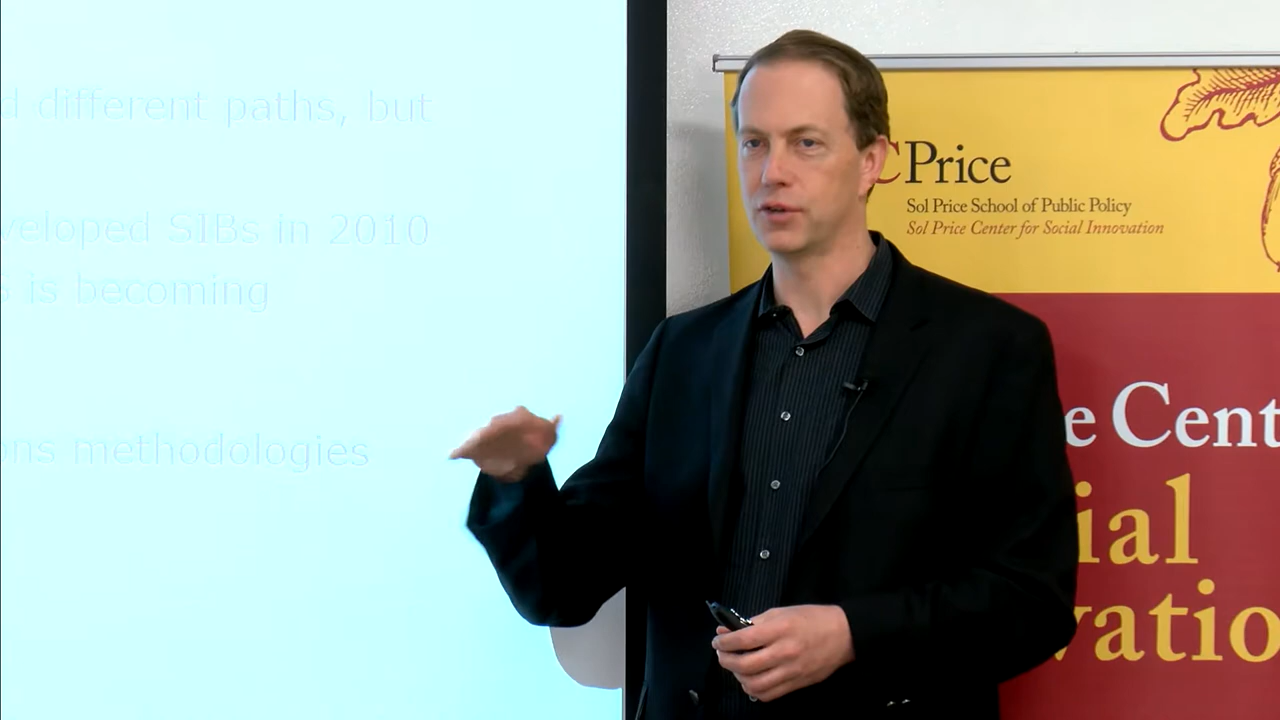 d different paths, but
veloped SIBs in 2010
S is becoming
ons methodologies
CPrice
Sol Price School of Public Policy
Sol Price Center for Social Innovation
e Cent
ial
vatio